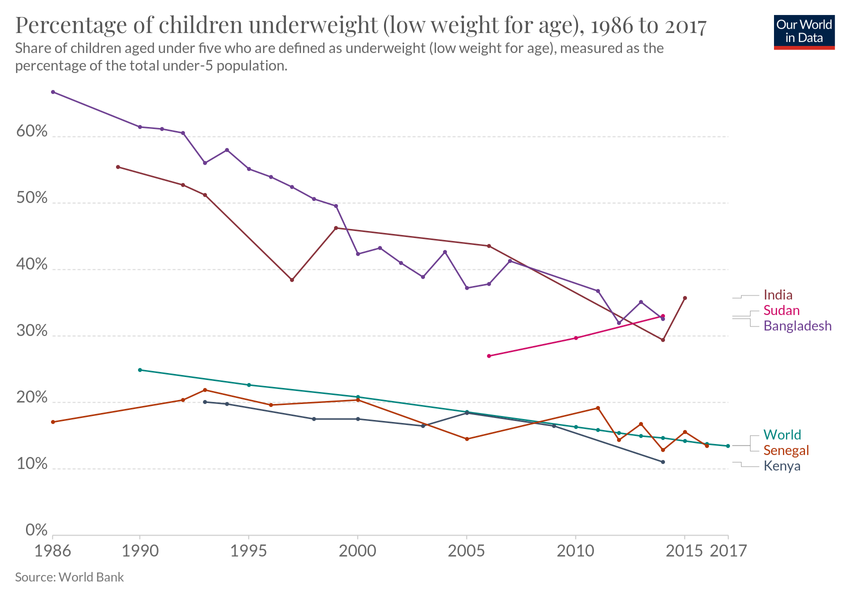 Percentage of children underweight (low weight for age), 1986 to 2017
Our World
in Data
Share of children aged under five who are defined as underweight (low weight for age), measured as the
percentage of the total under-5 population.
60%
50%
40%
30%
20%
10%
0%
India
Sudan
Bangladesh
World
Senegal
Kenya
1986
1990
1995
2000
2005
2010
2015
2017
Source: World Bank